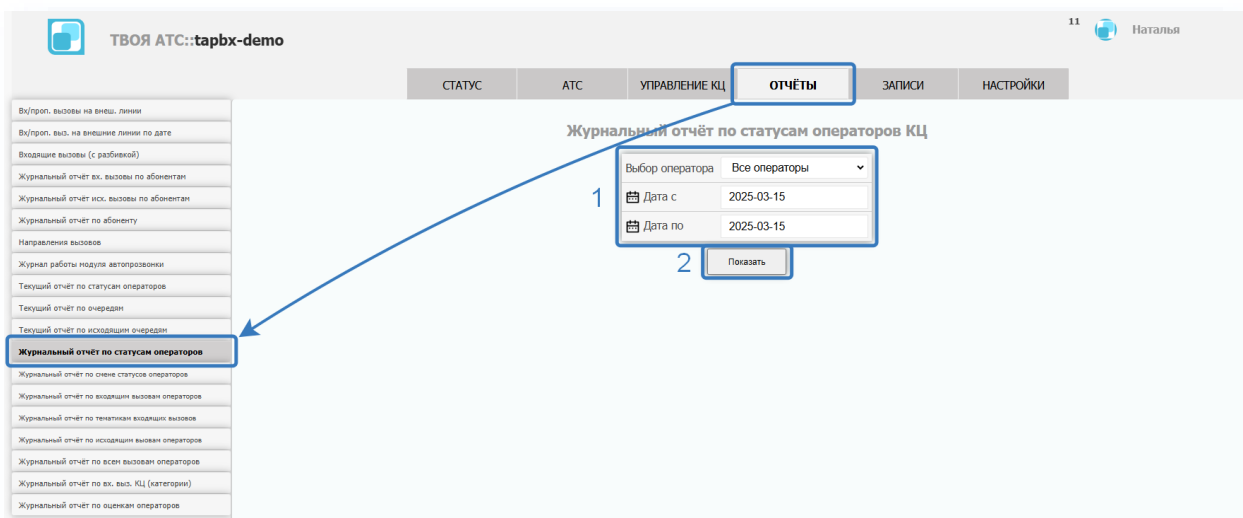 11
ТВОЯ АТС::tapbx-demo
Наталья
СТАТУС
АТС
УПРАВЛЕНИЕ КЦ
ОТЧЁТЫ
ЗАПИСИ
НАСТРОЙКИ
Вх/проп. вызовы на внеш. линии
Вх/проп. выз. на внешние линии по дате
Входящие вызовы (с разбивкой)
Журнальный отчёт вх. вызовы по абонентам
Журнальный отчёт исх. вызовы по абонентам
Журнальный отчёт по абоненту
Направления вызовов
Журнал работы модуля автопрозвонки
Текущий отчёт по статусам операторов
Текущий отчёт по очередям
Текущий отчёт по исходящим очередям
Журнальный отчёт по статусам операторов
Журнальный отчёт по смене статусов операторов
Журнальный отчёт по входящим вызовам операторов
Журнальный отчёт по тематикам входящих вызовов
Журнальный отчёт по исходящим вызовам операторов
Журнальный отчёт по всем вызовам операторов
Журнальный отчёт по вх. выз. КЦ (категории)
Журнальный отчёт по оценкам операторов
Журнальный отчёт по статусам операторов КЦ
Выбор оператора Все операторы
1
Дата с 2025-03-15
Дата по 2025-03-15
2
Показать